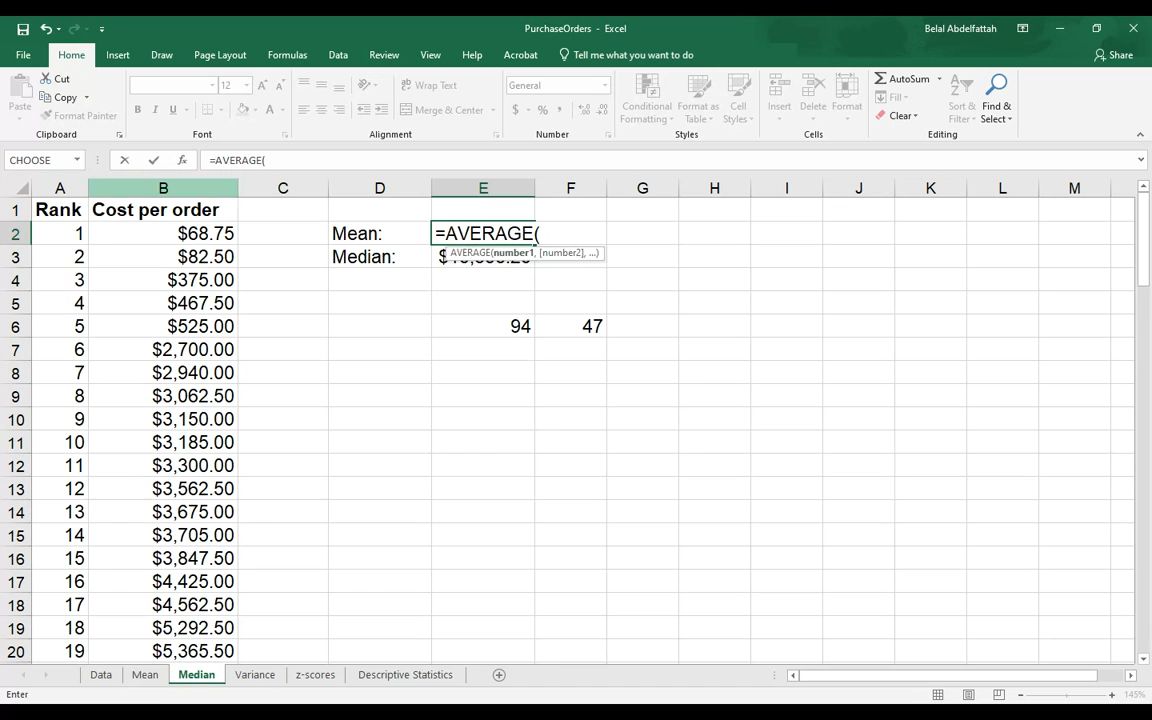 PurchaseOrders - Excel
Belal Abdelfattah
File Home Insert Draw Page Layout Formulas Data Review View Help Acrobat Tell me what you want to do Share
Paste
Cut
Copy
Format Painter
12
Wrap Text
Merge & Center
General
Conditional Formatting
Format as Table
Cell Styles
Insert
Delete
Format
AutoSum
Fill
Clear
Sort & Filter
Find & Select
Clipboard Font Alignment Number Styles Cells Editing
CHOOSE =AVERAGE(
A B C D E F G H I J K L M
1 Rank Cost per order
2 1 $68.75 Mean: =AVERAGE(
AVERAGE(number1, [number2], ...)
3 2 $82.50 Median:
4 3 $375.00
5 4 $467.50
6 5 $525.00 94 47
7 6 $2,700.00
8 7 $2,940.00
9 8 $3,062.50
10 9 $3,150.00
11 10 $3,185.00
12 11 $3,300.00
13 12 $3,562.50
14 13 $3,675.00
15 14 $3,705.00
16 15 $3,847.50
17 16 $4,425.00
18 17 $4,562.50
19 18 $5,292.50
20 19 $5,365.50
Data Mean Median Variance z-scores Descriptive Statistics
Enter 145%